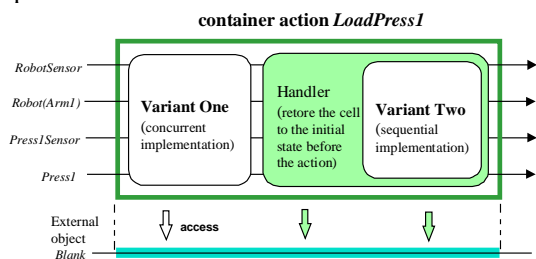 container action LoadPress1
RobotSensor
Robot(Arm1)
Press1Sensor
Press1
Variant One
(concurrent
implementation)
Handler
(retore the cell
to the initial
state before
the action)
Variant Two
(sequential
implementation)
External
object
Blank
access